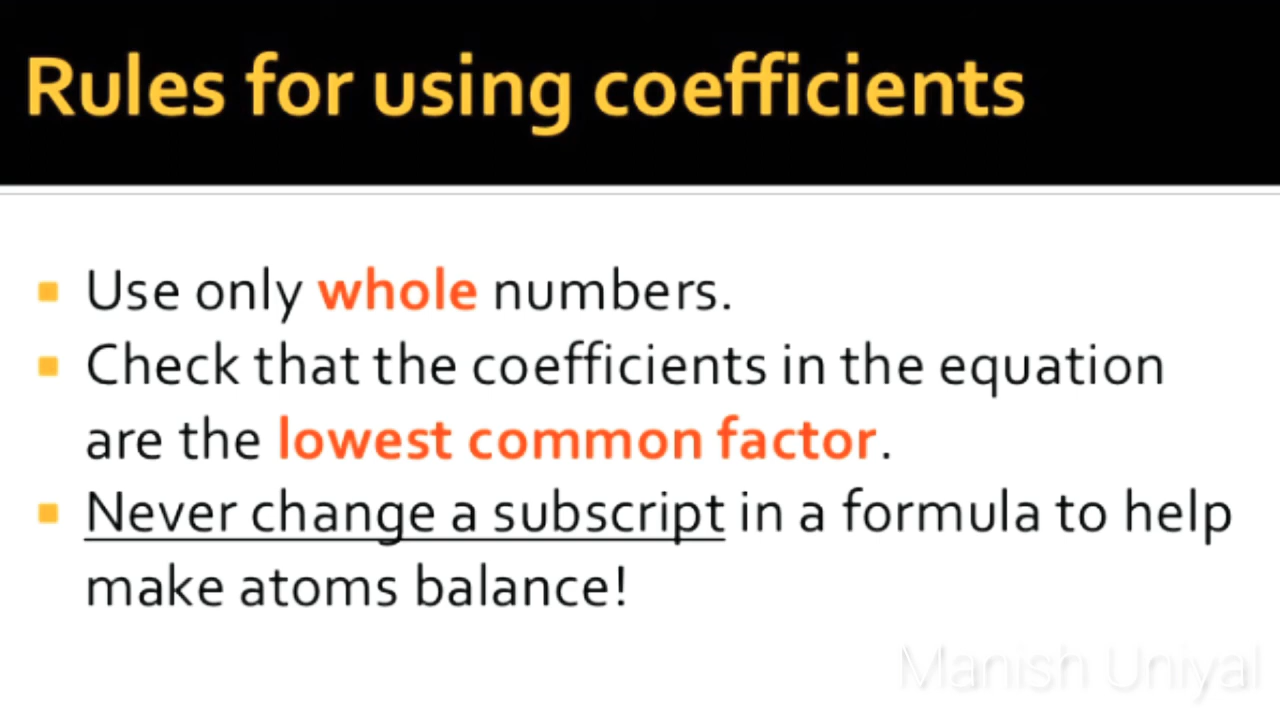 Rules for using coefficients
Use only whole numbers.
Check that the coefficients in the equation
are the lowest common factor.
Never change a subscript in a formula to help
make atoms balance!
Manish Uniyal